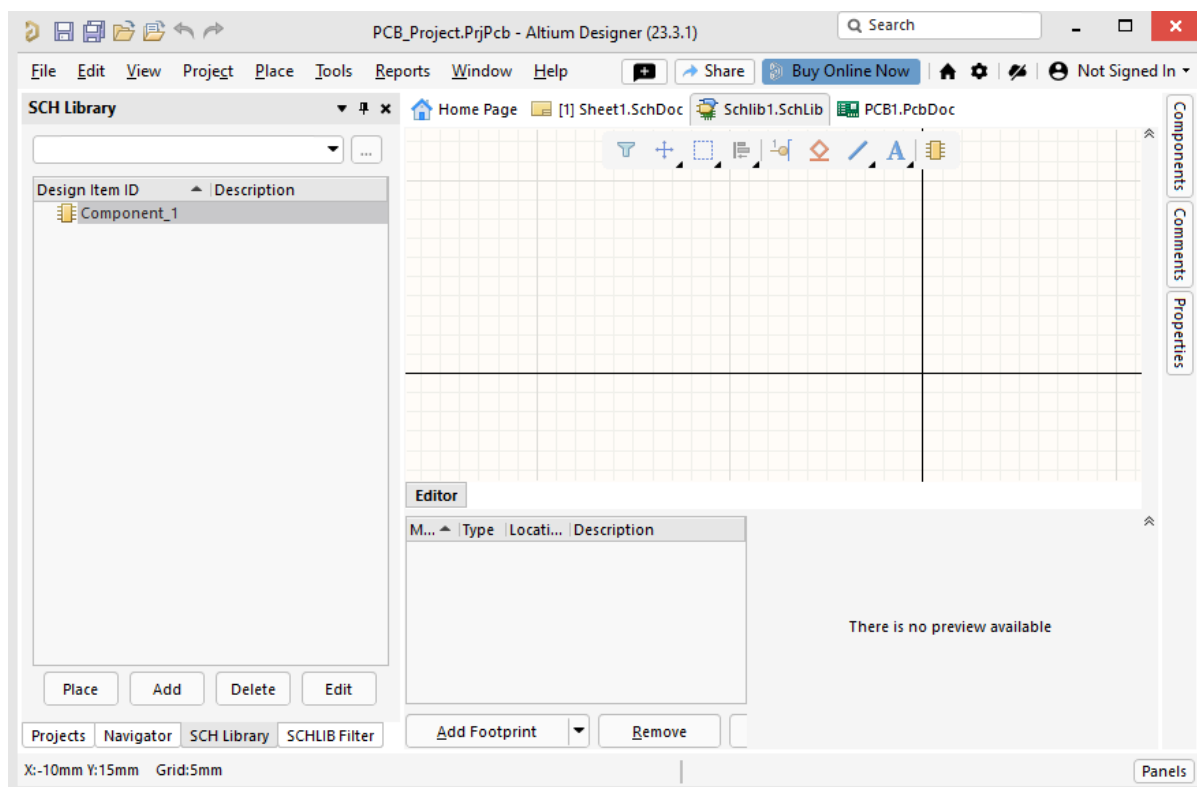 PCB_Project.PrjPcb - Altium Designer (23.3.1) Search
File Edit View Project Place Tools Reports Window Help Share Buy Online Now Not Signed In
SCH Library
Home Page [1] Sheet1.SchDoc Schlib1.SchLib PCB1.PcbDoc
...
Design Item ID Description
Component_1
Components
Comments
Properties
A
Editor
M... Type Locati... Description
There is no preview available
Place Add Delete Edit
Add Footprint Remove
Projects Navigator SCH Library SCHLIB Filter
X:-10mm Y:15mm Grid:5mm
Panels